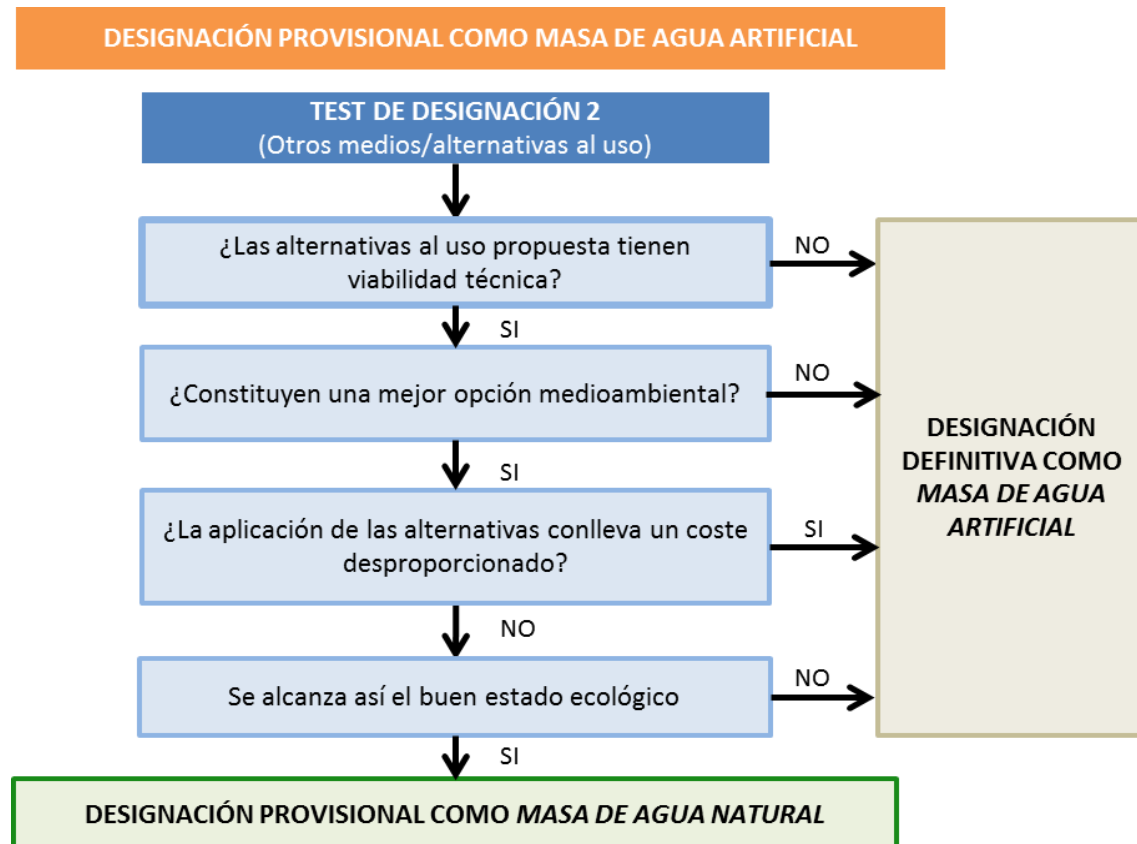 DESIGNACIÓN PROVISIONAL COMO MASA DE AGUA ARTIFICIAL
TEST DE DESIGNACIÓN 2
(Otros medios/alternativas al uso)
¿Las alternativas al uso propuesta tienen
viabilidad técnica?
NO
SI
¿Constituyen una mejor opción medioambiental?
NO
SI
¿La aplicación de las alternativas conlleva un coste
desproporcionado?
SI
NO
Se alcanza así el buen estado ecológico
NO
SI
DESIGNACIÓN
DEFINITIVA COMO
MASA DE AGUA
ARTIFICIAL
DESIGNACIÓN PROVISIONAL COMO MASA DE AGUA NATURAL